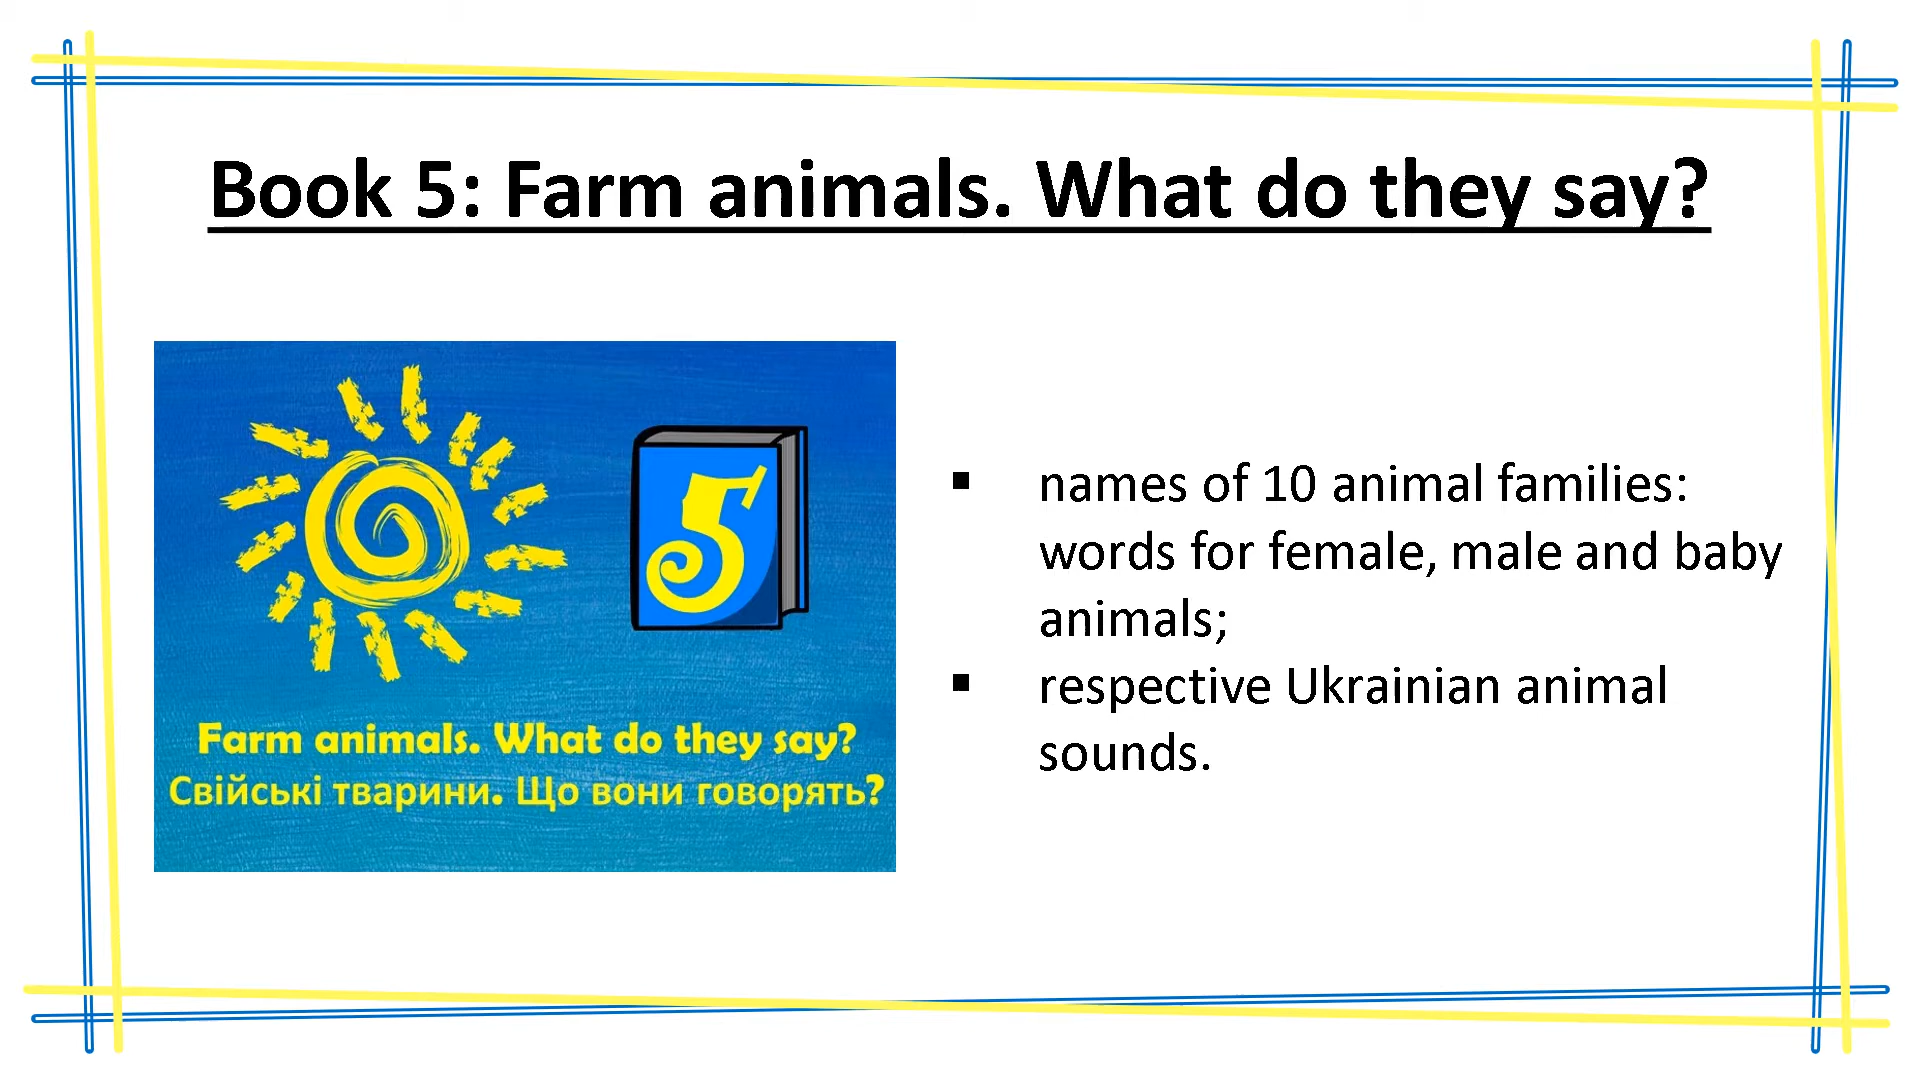 Book 5: Farm animals. What do they say?
5
Farm animals. What do they say?
Свійські тварини. Що вони говорять?
▪ names of 10 animal families:
words for female, male and baby
animals;
▪ respective Ukrainian animal
sounds.